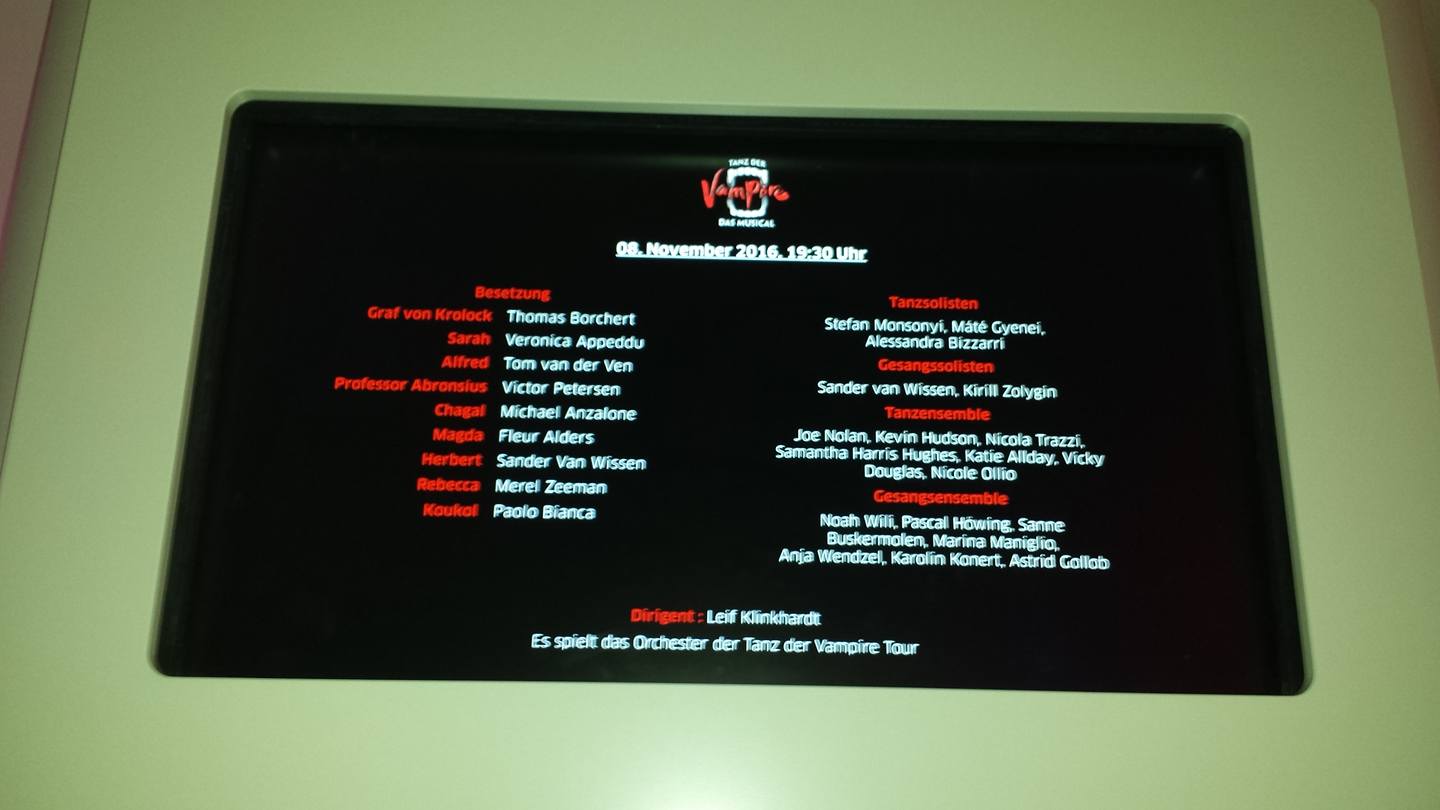 TANZ DER
Vampire
DAS MUSICAL
08. November 2016, 19:30 Uhr
Besetzung
Graf von Krolock Thomas Borchert
Sarah Veronica Appeddu
Alfred Tom van der Ven
Professor Abronsius Victor Petersen
Chagal Michael Anzalone
Magda Fleur Alders
Herbert Sander Van Wissen
Rebecca Merel Zeeman
Koukol Paolo Bianca
Tanzsolisten
Stefan Monsonyi, Máté Gyenei,
Alessandra Bizzarri
Gesangssolisten
Sander van Wissen, Kirill Zolygin
Tanzensemble
Joe Nolan, Kevin Hudson, Nicola Trazzi,
Samantha Harris Hughes, Katie Allday, Vicky
Douglas, Nicole Ollio
Gesangsensemble
Noah Wili, Pascal Höwing, Sanne
Buskermolen, Marina Maniglio,
Anja Wendzel, Karolin Konert, Astrid Gollob
Dirigent : Leif Klinkhardt
Es spielt das Orchester der Tanz der Vampire Tour